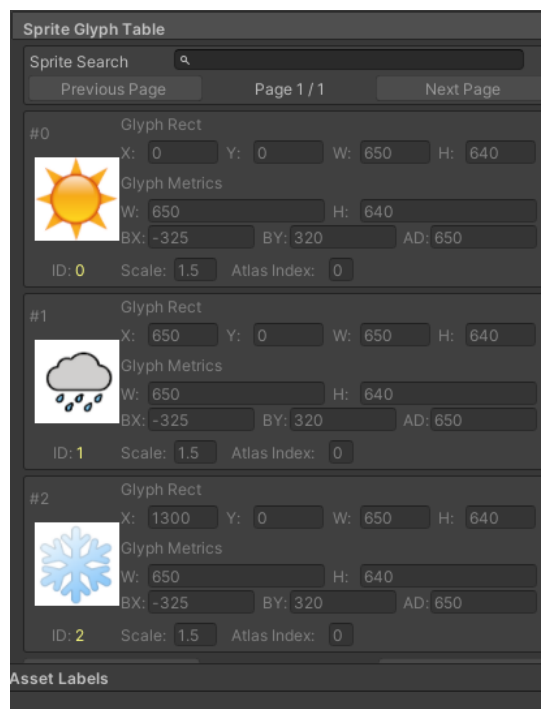 Sprite Glyph Table
Sprite Search
Previous Page Page 1 / 1 Next Page
#0 Glyph Rect
X: 0 Y: 0 W: 650 H: 640
Glyph Metrics
W: 650 H: 640
BX: -325 BY: 320 AD: 650
ID: 0 Scale: 1.5 Atlas Index: 0
#1 Glyph Rect
X: 650 Y: 0 W: 650 H: 640
Glyph Metrics
W: 650 H: 640
BX: -325 BY: 320 AD: 650
ID: 1 Scale: 1.5 Atlas Index: 0
#2 Glyph Rect
X: 1300 Y: 0 W: 650 H: 640
Glyph Metrics
W: 650 H: 640
BX: -325 BY: 320 AD: 650
ID: 2 Scale: 1.5 Atlas Index: 0
Asset Labels